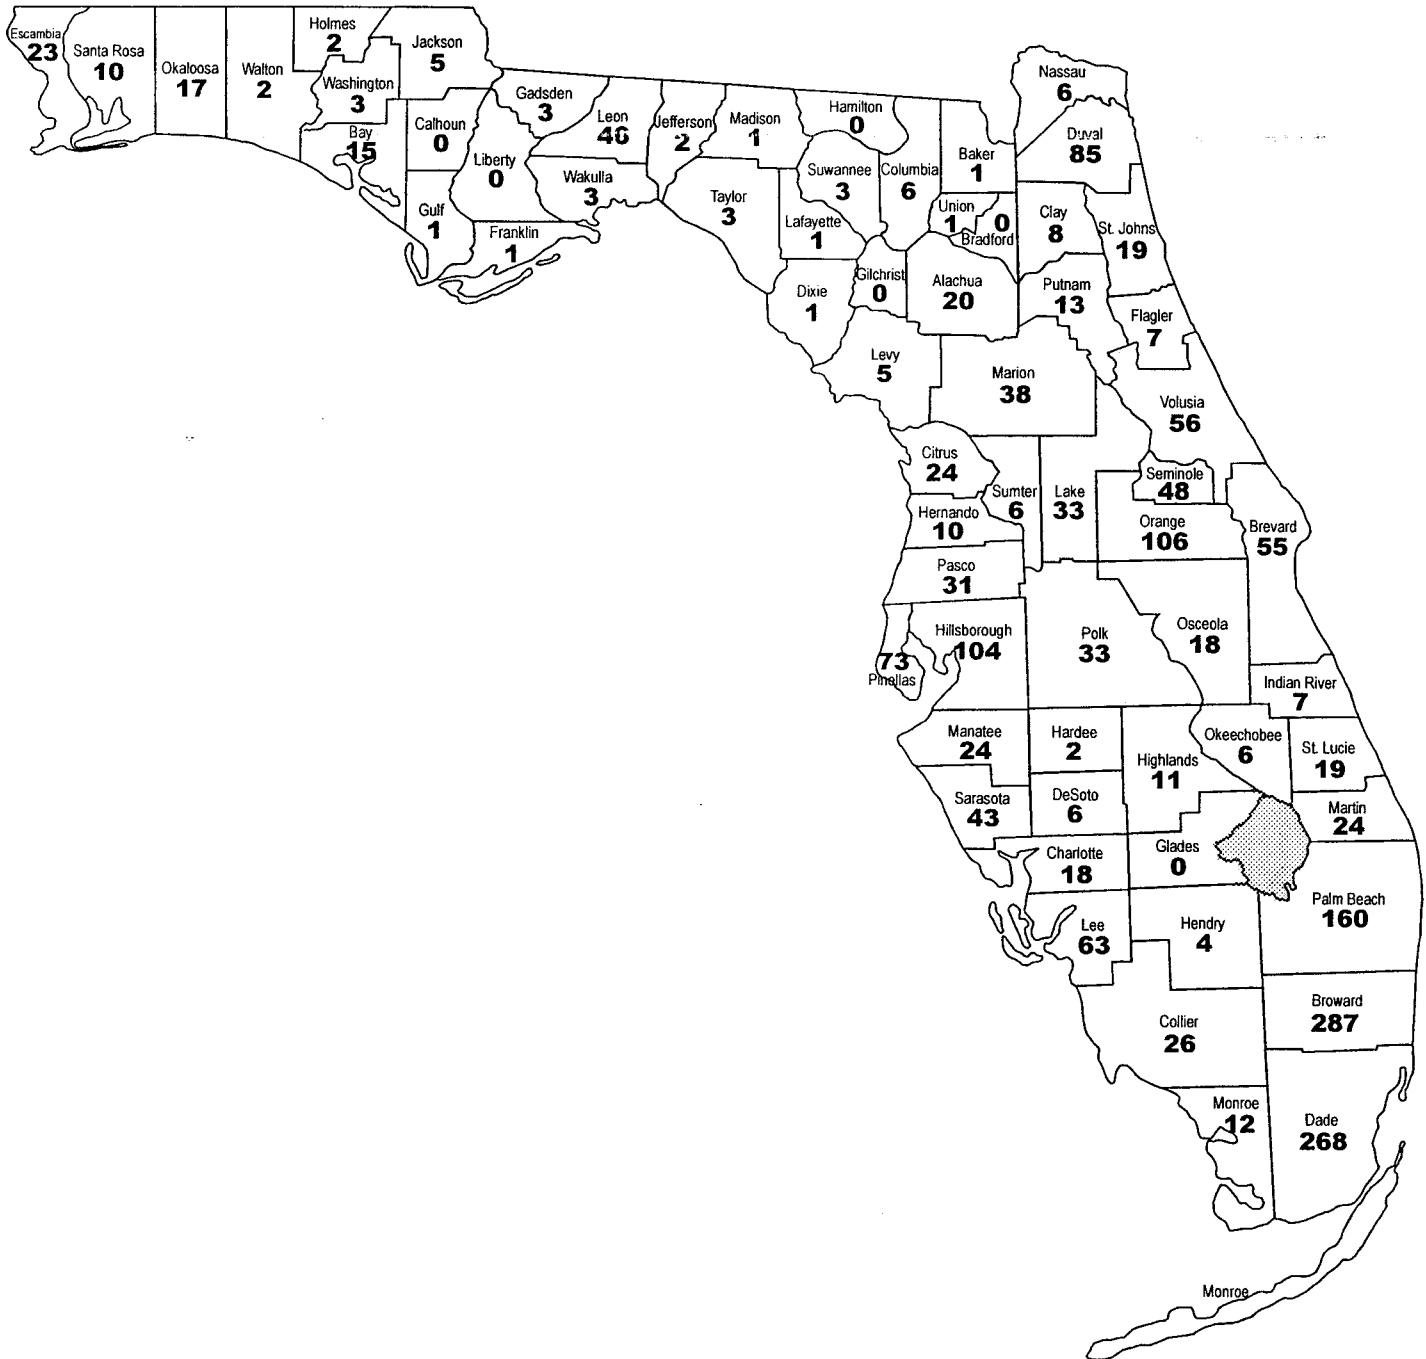 Escambia
23
Santa Rosa
10
Okaloosa
17
Walton
2
Holmes
2
Jackson
5
Washington
3
Bay
15
Calhoun
0
Gulf
1
Liberty
0
Franklin
1
Gadsden
3
Leon
46
Wakulla
3
Jefferson
2
Madison
1
Taylor
3
Hamilton
0
Suwannee
3
Lafayette
1
Columbia
6
Dixie
1
Gilchrist
0
Baker
1
Union
1
0
Bradford
Nassau
6
Duval
85
Clay
8
St. Johns
19
Alachua
20
Putnam
13
Flagler
7
Levy
5
Marion
38
Volusia
56
Citrus
24
Sumter
6
Lake
33
Seminole
48
Hernando
10
Orange
106
Brevard
55
Pasco
31
Hillsborough
104
73
Pinellas
Polk
33
Osceola
18
Indian River
7
Manatee
24
Hardee
2
Highlands
11
Okeechobee
6
St. Lucie
19
Sarasota
43
DeSoto
6
Martin
24
Charlotte
18
Glades
0
Palm Beach
160
Lee
63
Hendry
4
Broward
287
Collier
26
Monroe
12
Dade
268
Monroe